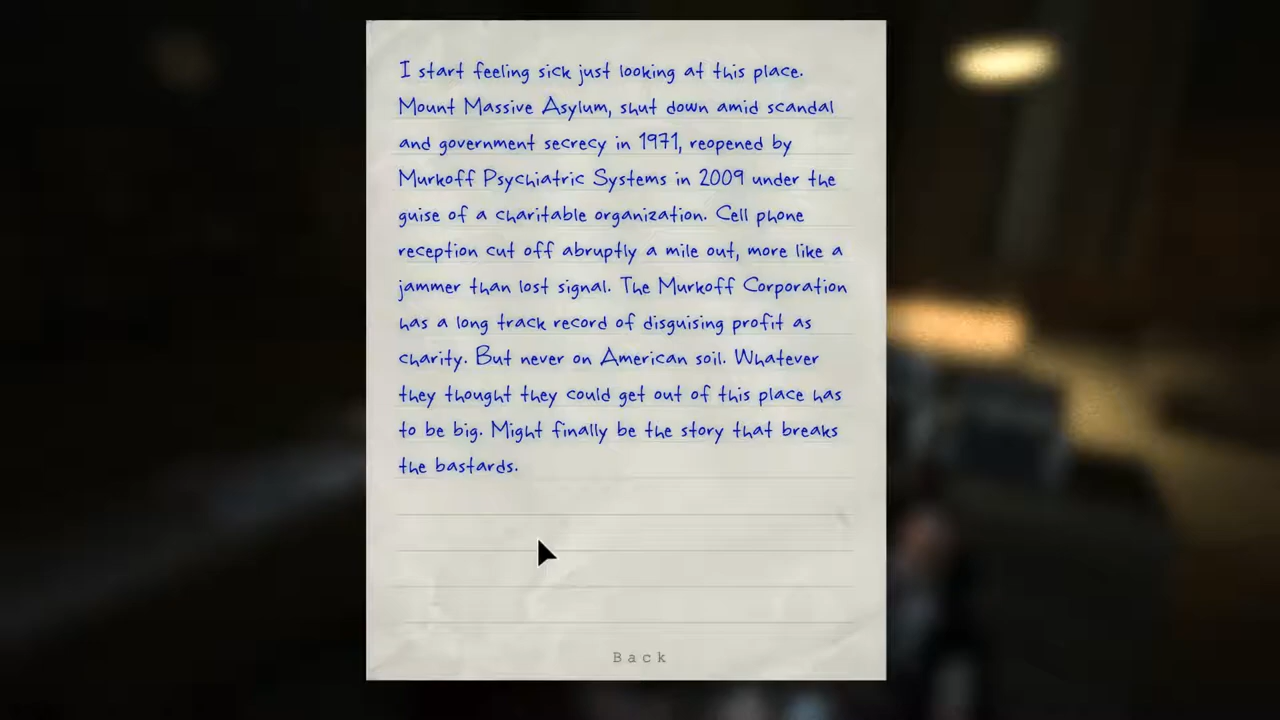 I start feeling sick just looking at this place.
Mount Massive Asylum, shut down amid scandal
and government secrecy in 1971, reopened by
Murkoff Psychiatric Systems in 2009 under the
guise of a charitable organization. Cell phone
reception cut off abruptly a mile out, more like a
jammer than lost signal. The Murkoff Corporation
has a long track record of disguising profit as
charity. But never on American soil. Whatever
they thought they could get out of this place has
to be big. Might finally be the story that breaks
the bastards.
Back